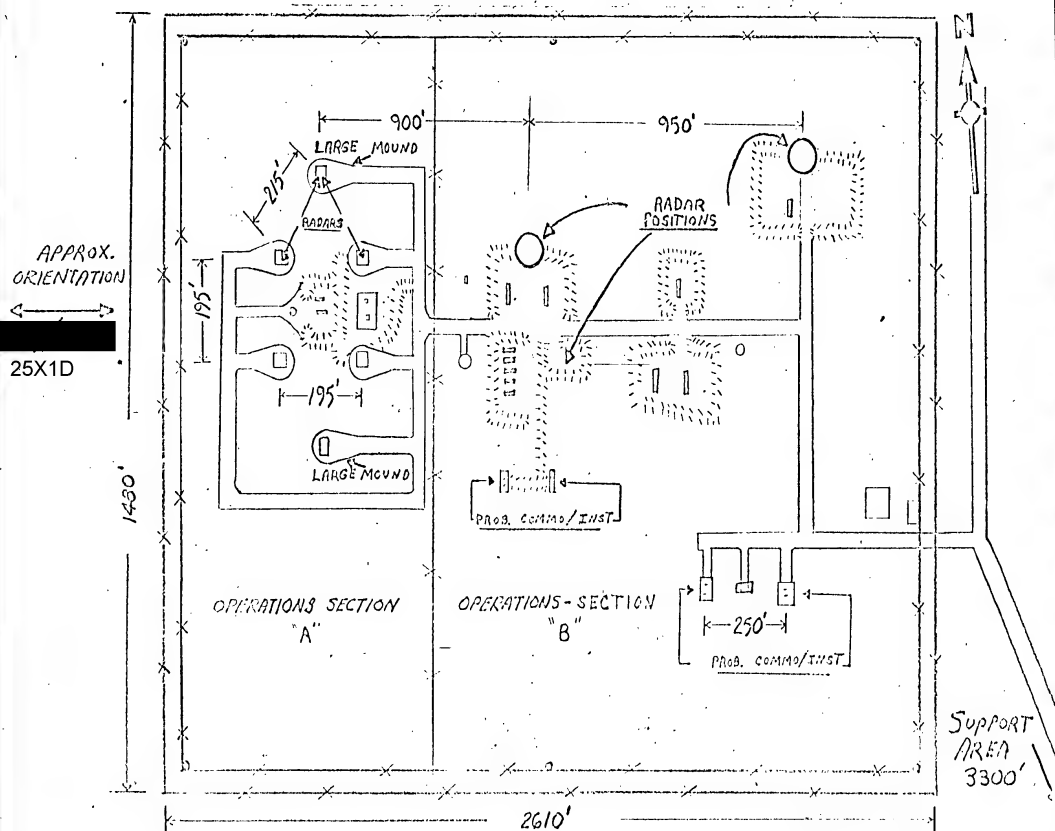 N
900'
950'
LARGE MOUND
215'
RADARS
RADAR
POSITIONS
APPROX.
ORIENTATION
195'
25X1D
195'
LARGE MOUND
1430'
PROB. COMMO/INST
OPERATIONS SECTION
"A"
OPERATIONS-SECTION
"B"
250'
PROB. COMMO/INST
SUPPORT
AREA
3300'
2610'